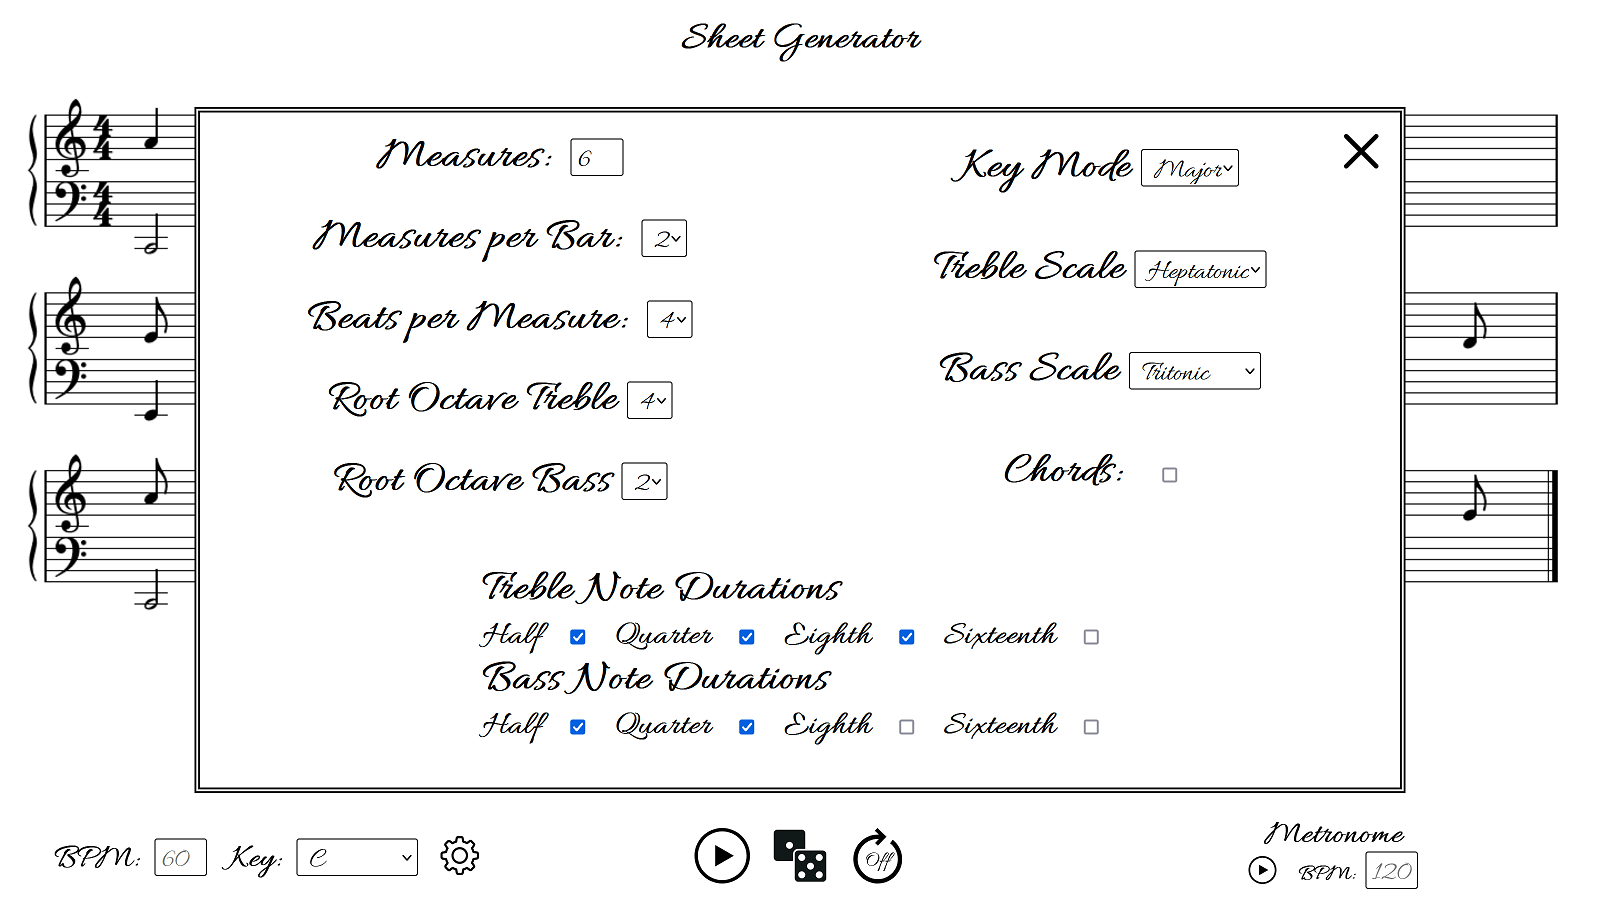 Sheet Generator
4
4
Measures: 6
Measures per Bar: 2
Beats per Measure: 4
Root Octave Treble 4
Root Octave Bass 2
Key Mode Major
Treble Scale Heptatonic
Bass Scale Tritonic
Chords:
Treble Note Durations
Half Quarter Eighth Sixteenth
Bass Note Durations
Half Quarter Eighth Sixteenth
BPM: 60 Key: C
Off
Metronome
BPM: 120